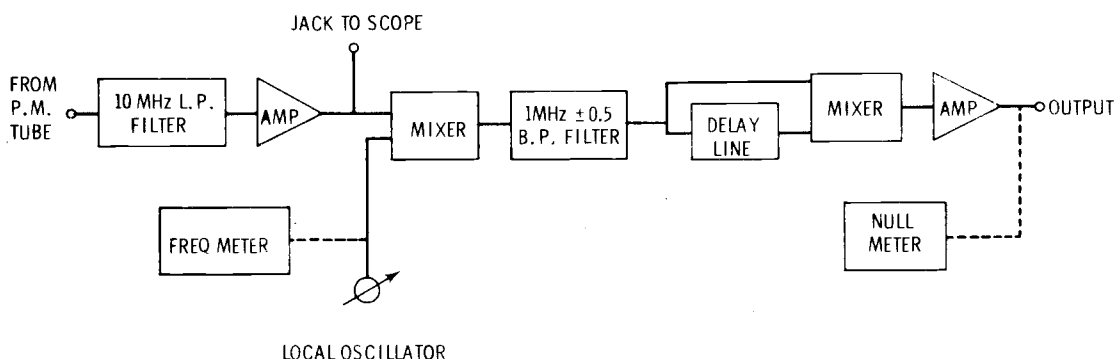 JACK TO SCOPE
FROM
P.M.
TUBE
10 MHz L.P.
FILTER
AMP
MIXER
1MHz ± 0.5
B.P. FILTER
DELAY
LINE
MIXER
AMP
OUTPUT
FREQ METER
NULL
METER
LOCAL OSCILLATOR